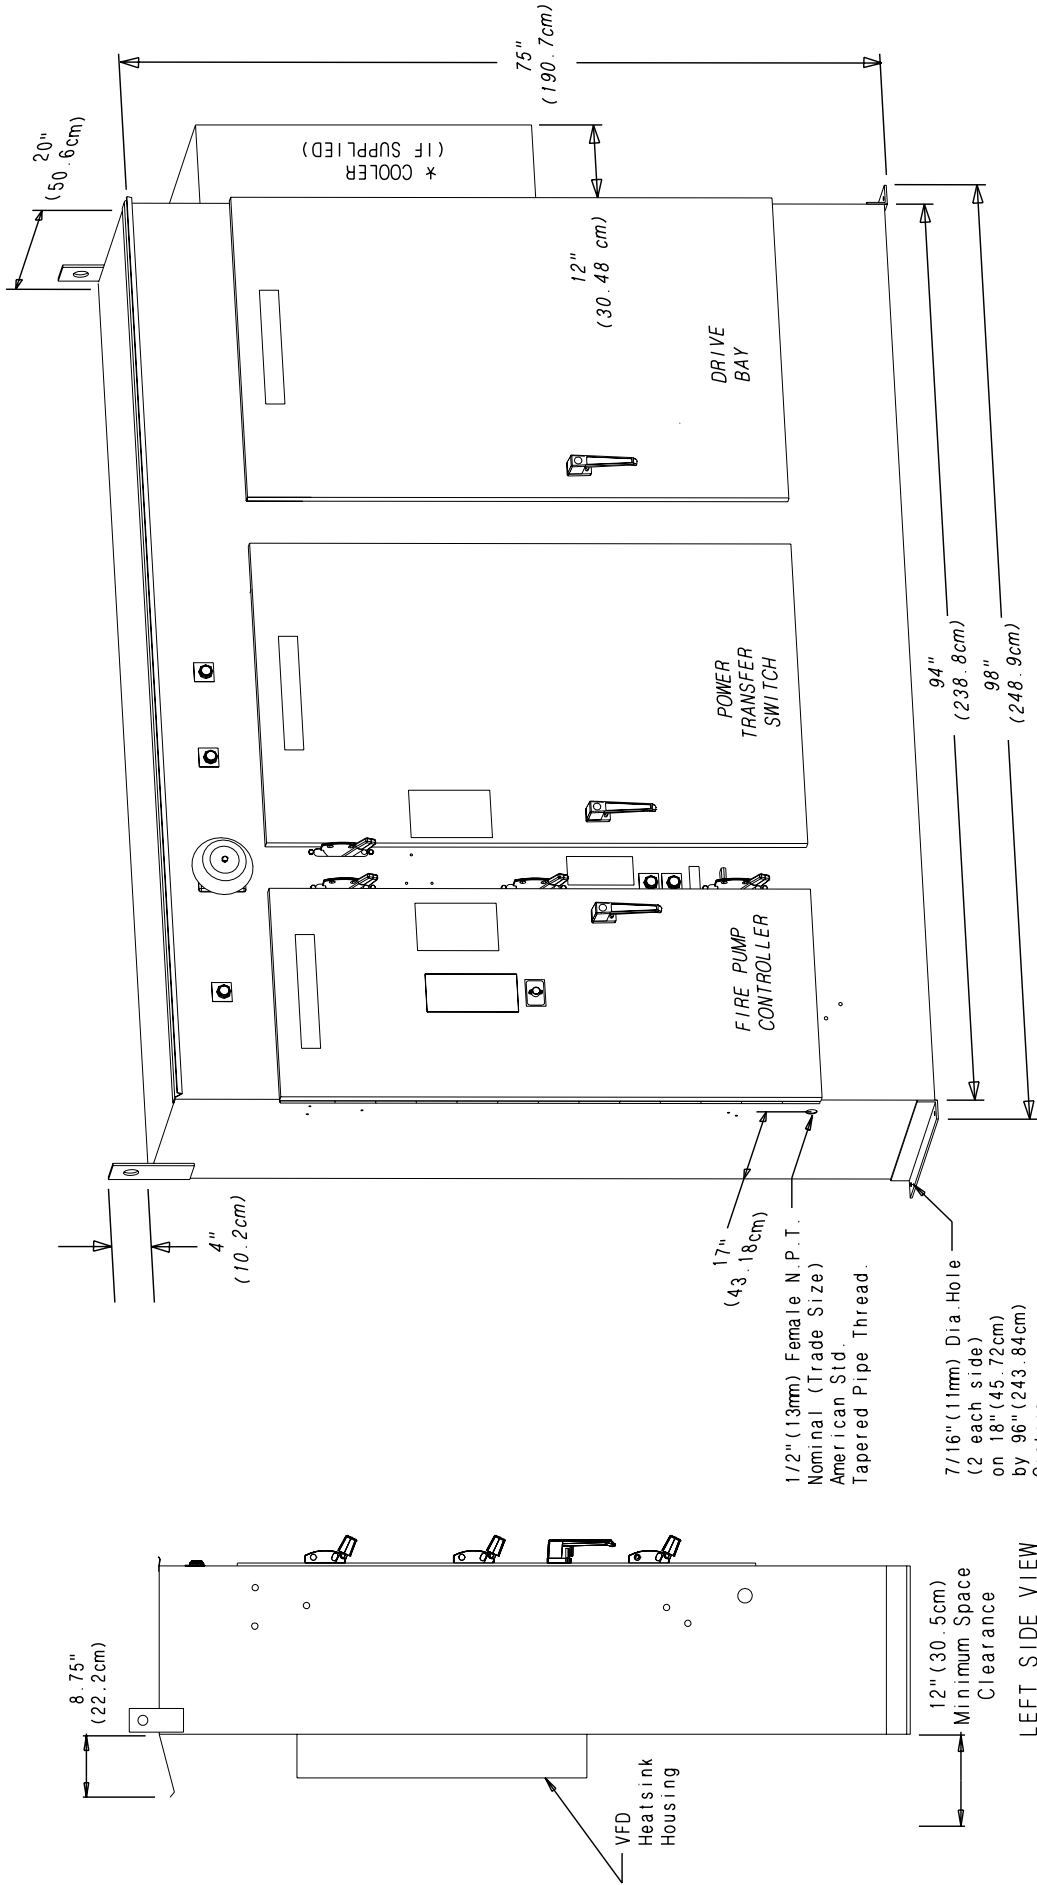 20"
(50.6cm)
75"
(190.7cm)
* COOLER
(IF SUPPLIED)
12"
(30.48 cm)
DRIVE
BAY
POWER
TRANSFER
SWITCH
FIRE PUMP
CONTROLLER
94"
(238.8cm)
98"
(248.9cm)
4"
(10.2cm)
17"
(43.18cm)
1/2"(13mm) Female N.P.T.
Nominal (Trade Size)
American Std.
Tapered Pipe Thread.
7/16"(11mm) Dia.Hole
(2 each side)
on 18"(45.72cm)
by 96"(243.84cm)
8.75"
(22.2cm)
VFD
Heatsink
Housing
12"(30.5cm)
Minimum Space
Clearance
LEFT SIDE VIEW